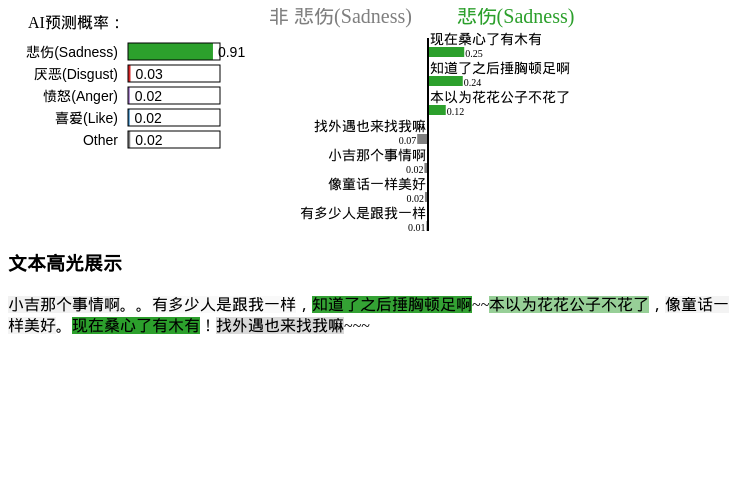 AI预测概率：
悲伤(Sadness) 0.91
厌恶(Disgust) 0.03
愤怒(Anger) 0.02
喜爱(Like) 0.02
Other 0.02
非 悲伤(Sadness) 悲伤(Sadness)
现在桑心了有木有
0.25
知道了之后捶胸顿足啊
0.24
本以为花花公子不花了
0.12
找外遇也来找我嘛
0.07
小吉那个事情啊
0.02
像童话一样美好
0.02
有多少人是跟我一样
0.01
文本高光展示
小吉那个事情啊。。有多少人是跟我一样，知道了之后捶胸顿足啊~~本以为花花公子不花了，像童话一
样美好。现在桑心了有木有！找外遇也来找我嘛~~~